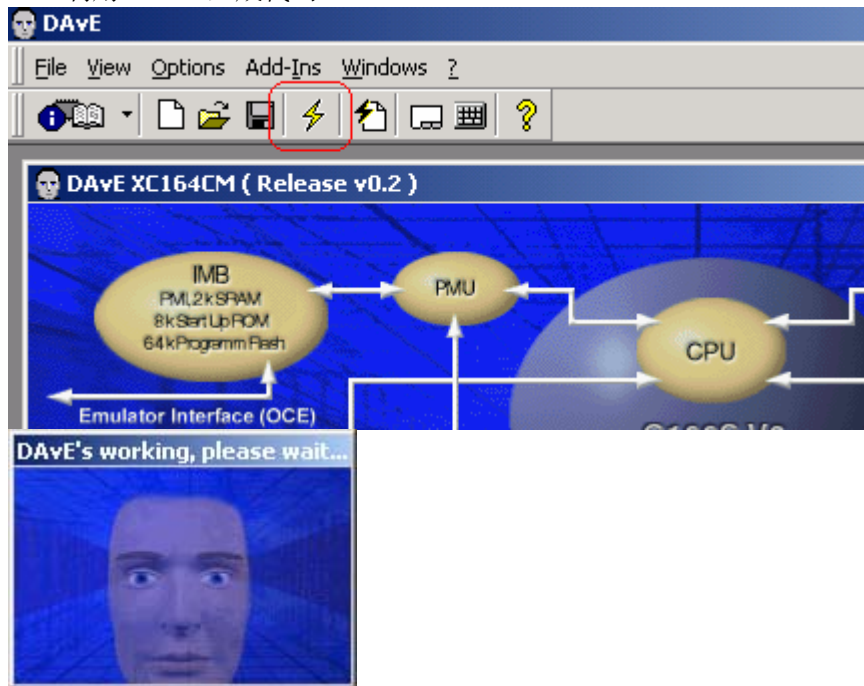 DAvE
File View Options Add-Ins Windows ?
DAvE XC164CM ( Release v0.2 )
IMB
PMI,2k SRAM
8k Start Up ROM
64k Programm Flash
PMU
CPU
Emulator Interface (OCE)
DAvE's working, please wait...